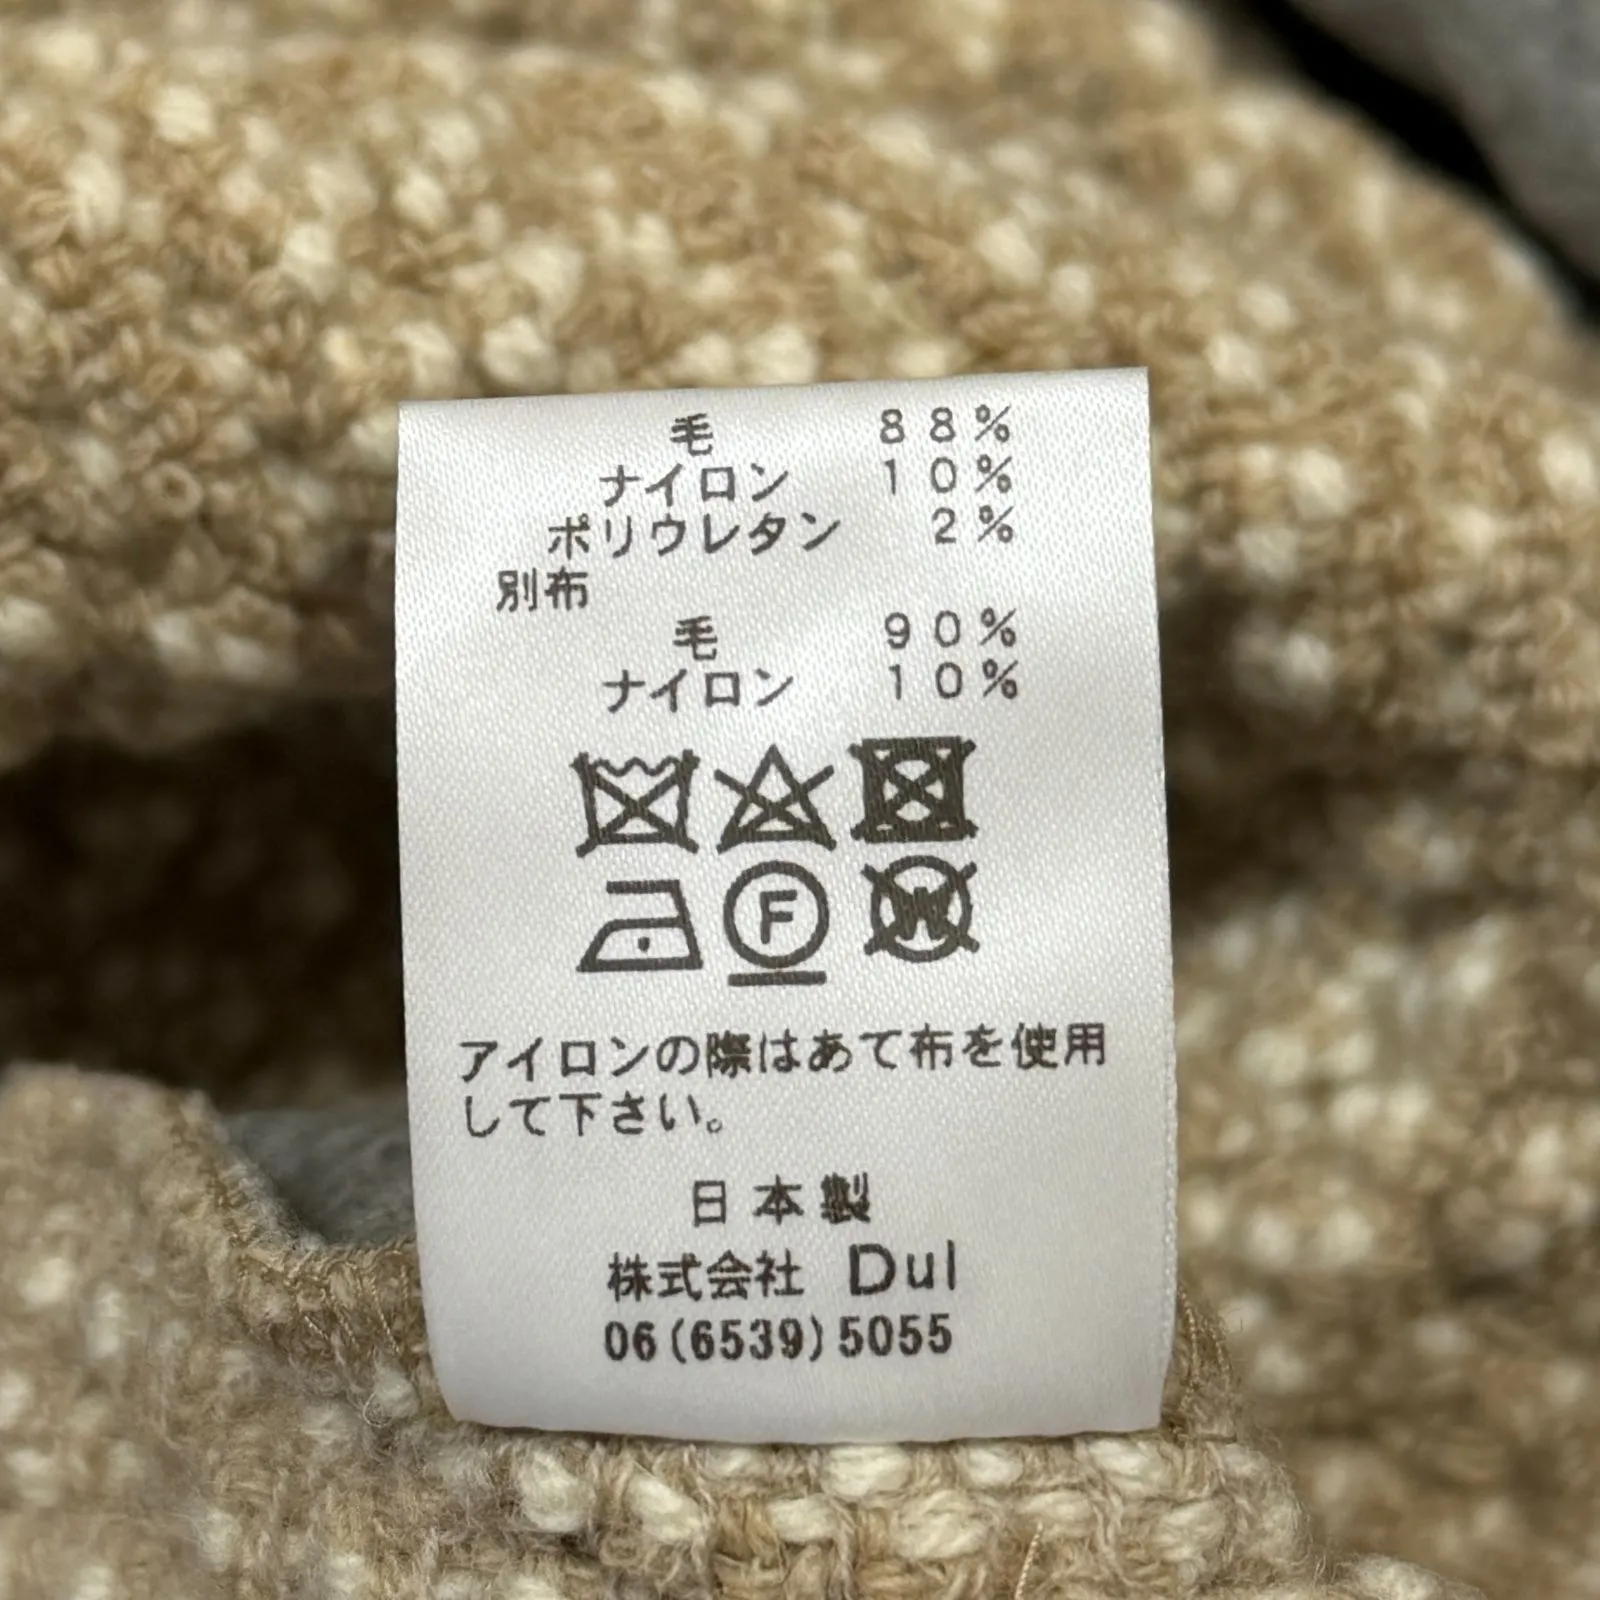 毛 88%
ナイロン 10%
ポリウレタン 2%
別布
毛 90%
ナイロン 10%
F W
アイロンの際はあて布を使用
して下さい。
日本製
株式会社 Dul
06(6539)5055